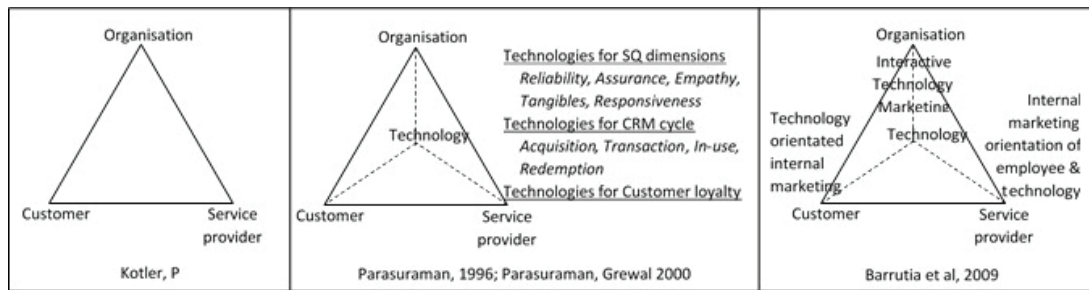 Organisation
Customer
Service
provider
Kotler, P
Organisation
Technology
Customer
Service
provider
Technologies for SQ dimensions
Reliability, Assurance, Empathy,
Tangibles, Responsiveness
Technologies for CRM cycle
Acquisition, Transaction, In-use,
Redemption
Technologies for Customer loyalty
Parasuraman, 1996; Parasuraman, Grewal 2000
Organisation
Interactive
Technology
Marketing
Technology
Technology
orientated
internal
marketing
Internal
marketing
orientation of
employee &
technology
Customer
Service
provider
Barrutia et al, 2009